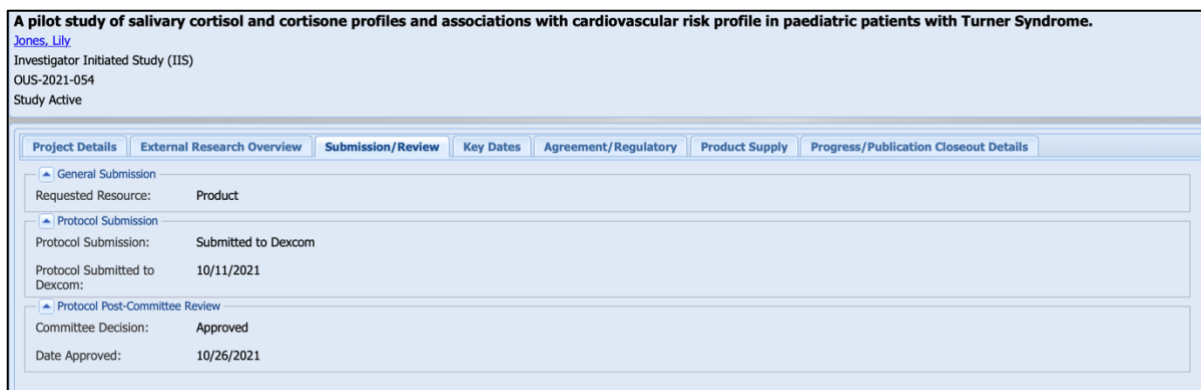 A pilot study of salivary cortisol and cortisone profiles and associations with cardiovascular risk profile in paediatric patients with Turner Syndrome.
Jones, Lily
Investigator Initiated Study (IIS)
OUS-2021-054
Study Active
Project Details External Research Overview Submission/Review Key Dates Agreement/Regulatory Product Supply Progress/Publication Closeout Details
General Submission
Requested Resource: Product
Protocol Submission
Protocol Submission: Submitted to Dexcom
Protocol Submitted to 10/11/2021
Dexcom:
Protocol Post-Committee Review
Committee Decision: Approved
Date Approved: 10/26/2021